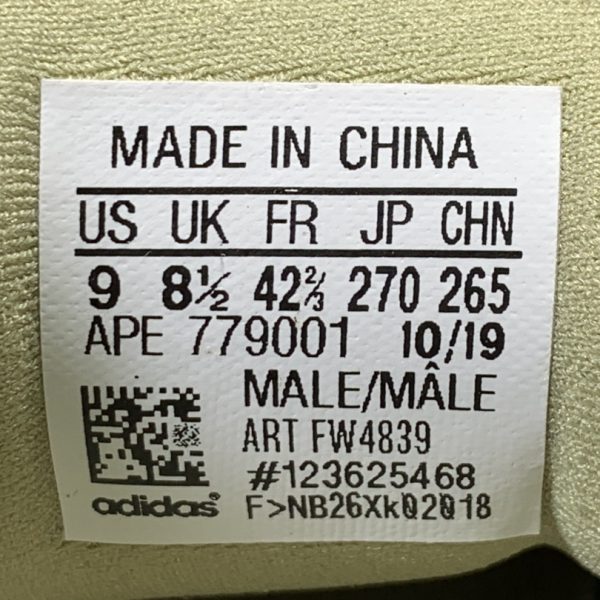 MADE IN CHINA
US UK FR JP CHN
9 8½ 42⅔ 270 265
APE 779001 10/19
MALE/MÂLE
ART FW4839
#123625468
adidas F>NB26Xk02018